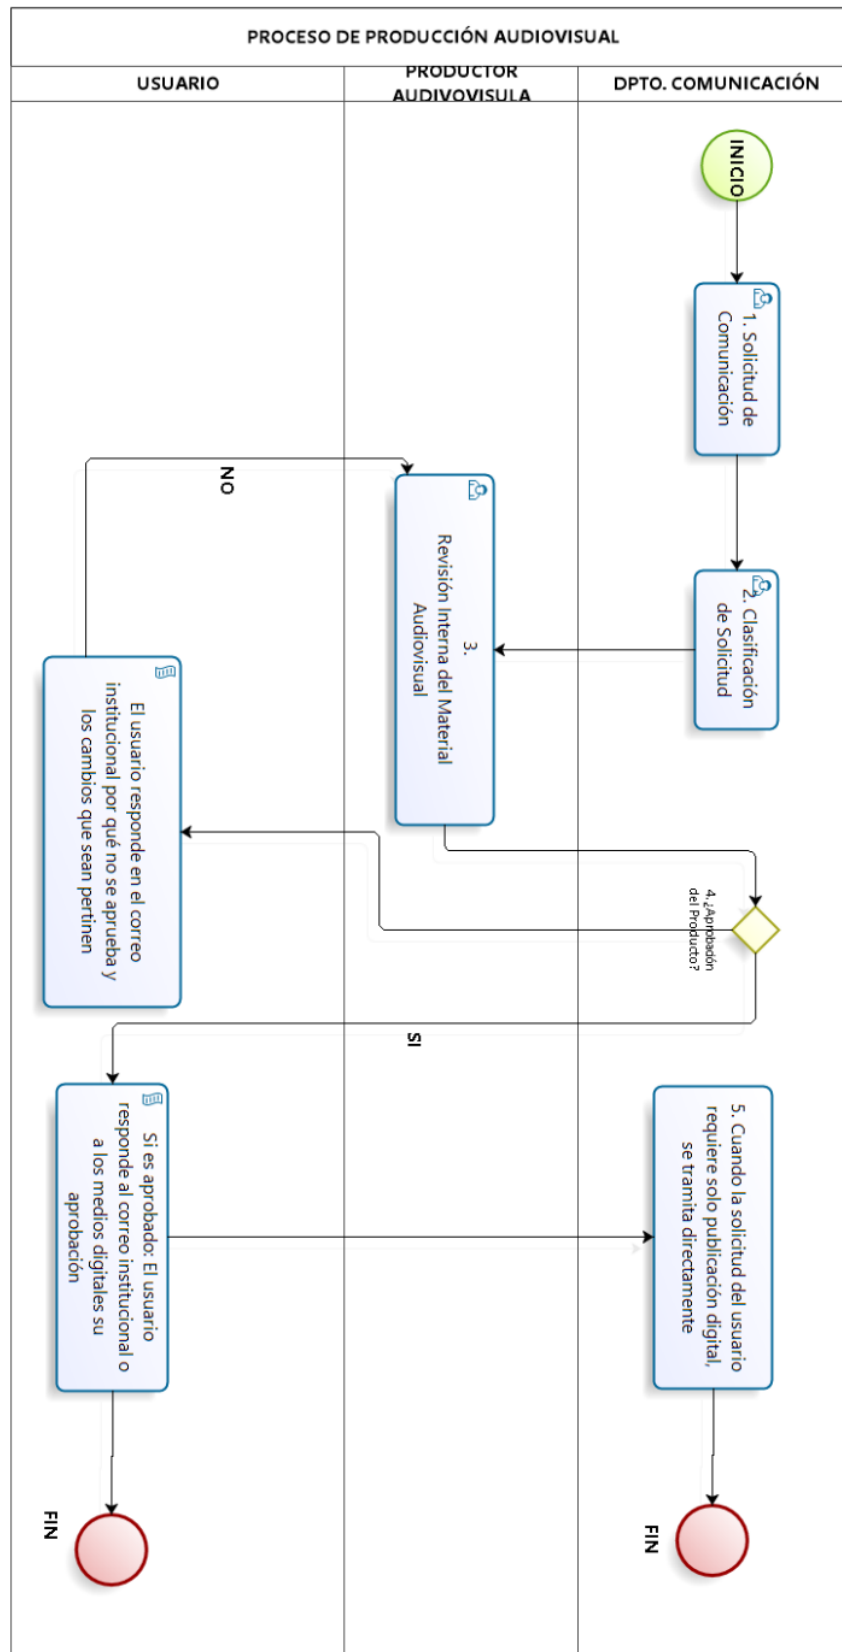 PROCESO DE PRODUCCIÓN AUDIOVISUAL
USUARIO
PRODUCTOR
AUDIVOVISULA
DPTO. COMUNICACIÓN
INICIO
1. Solicitud de
Comunicación
2. Clasificación
de Solicitud
3.
Revisión Interna del Material
Audiovisual
4.¿Aprobadón
del Producto?
NO
El usuario responde en el correo
institucional por qué no se aprueba y
los cambios que sean pertinen
SI
Si es aprobado: El usuario
responde al correo institucional o
a los medios digitales su
aprobación
5. Cuando la solicitud del usuario
requiere solo publicación digital,
se tramita directamente
FIN
FIN